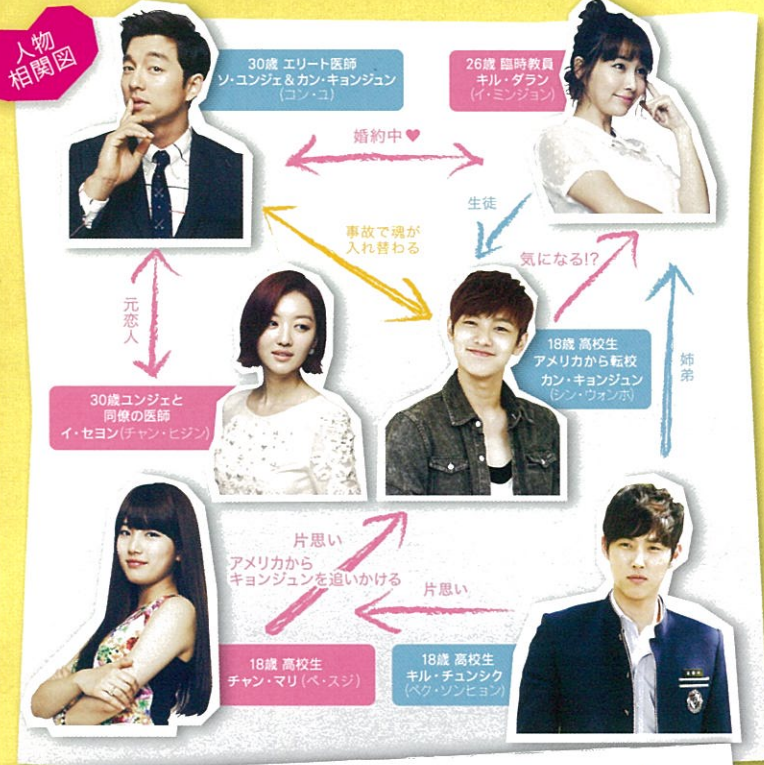 人物
相関図
30歳 エリート医師
ソ・ユンジェ&カン・キョンジュン
(コン・ユ)
26歳 臨時教員
キル・ダラン
(イ・ミンジョン)
婚約中♥
生徒
事故で魂が
入れ替わる
気になる!?
元恋人
18歳 高校生
アメリカから転校
カン・キョンジュン
(シン・ウォンホ)
姉弟
30歳ユンジェと
同僚の医師
イ・セヨン(チャン・ヒジン)
片思い
アメリカから
キョンジュンを追いかける
片思い
18歳 高校生
チャン・マリ(ペ・スジ)
18歳 高校生
キル・チュンシク
(ペク・ソンヒョン)